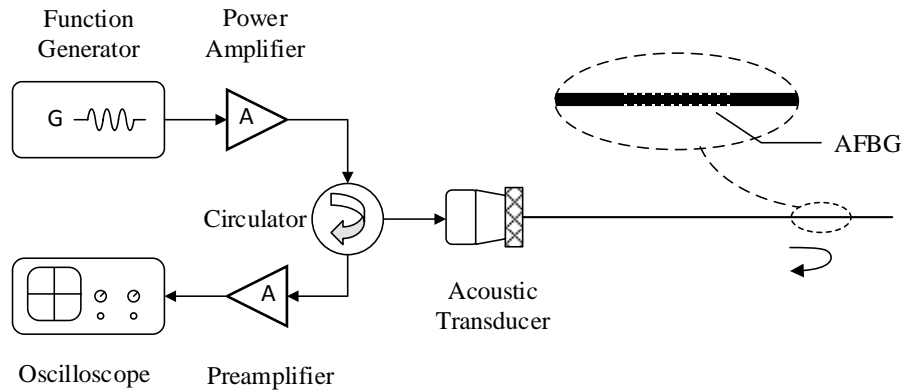 Function
Generator
Power
Amplifier
G
A
AFBG
Circulator
A
Acoustic
Transducer
Oscilloscope
Preamplifier